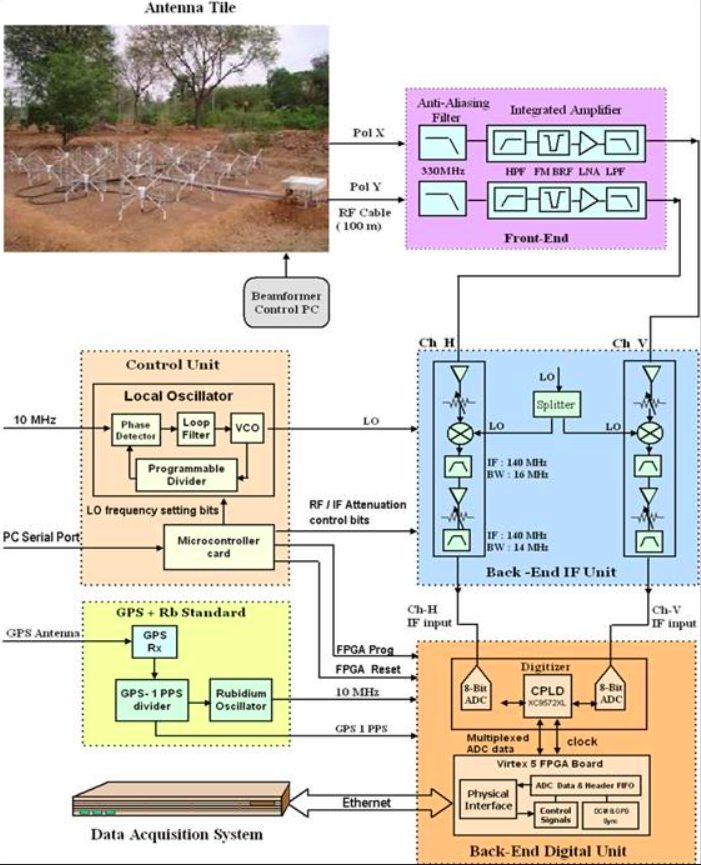 Antenna Tile
Pol X
Pol Y
RF Cable
( 100 m)
Anti-Aliasing
Filter
Integrated Amplifier
330MHz
HPF FM BRF LNA LPF
Front-End
Beamformer
Control PC
Ch H
Ch V
Control Unit
Local Oscillator
10 MHz
Phase
Detector
Loop
Filter
VCO
Programmable
Divider
LO
LO frequency setting bits
PC Serial Port
Microcontroller
card
RF / IF Attenuation
control bits
LO
Splitter
LO
LO
IF : 140 MHz
BW : 16 MHz
IF : 140 MHz
BW : 14 MHz
Back -End IF Unit
Ch-H
IF input
Ch-V
IF input
GPS + Rb Standard
GPS Antenna
GPS
Rx
GPS- 1 PPS
divider
Rubidium
Oscillator
FPGA Prog
FPGA Reset
10 MHz
GPS 1 PPS
Digitizer
8-Bit
ADC
CPLD
XC9572XL
8-Bit
ADC
Multiplexed
ADC data
clock
Virtex 5 FPGA Board
Physical
Interface
ADC Data & Header FIFO
Control
Signals
DCM & GPS
Sync
Ethernet
Data Acquisition System
Back-End Digital Unit